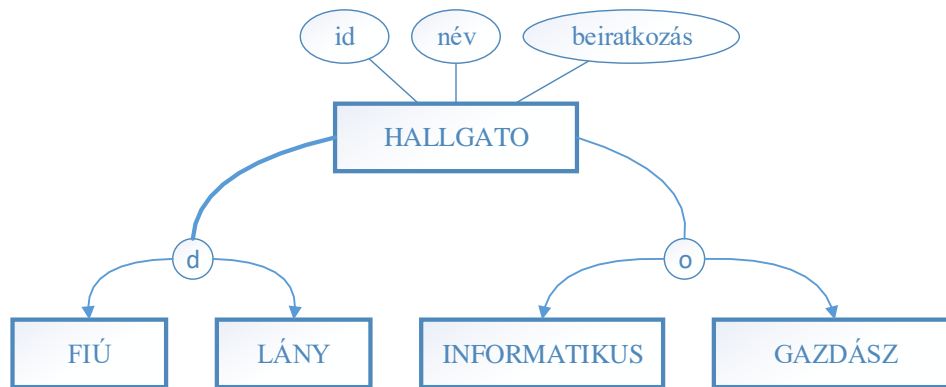 id
név
beiratkozás
HALLGATO
d
o
FIÚ
LÁNY
INFORMATIKUS
GAZDÁSZ